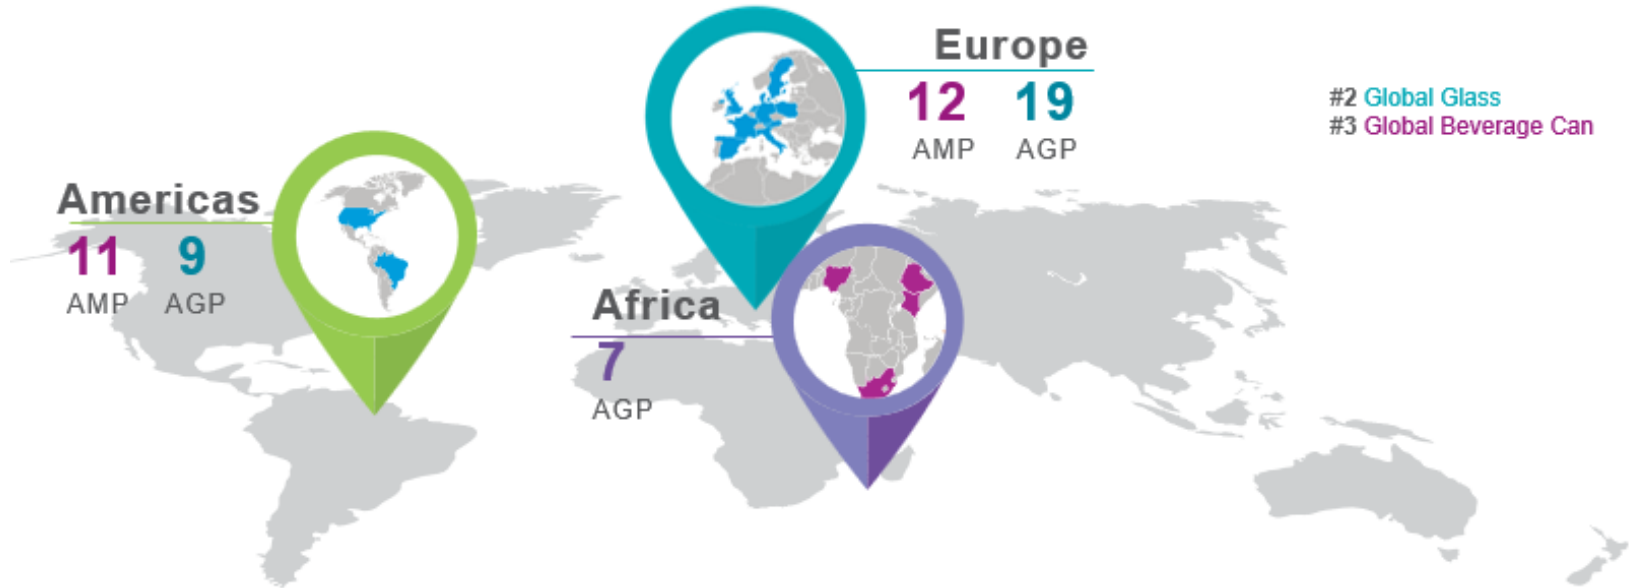 Europe
12 19
AMP AGP
#2 Global Glass
#3 Global Beverage Can
Americas
11 9
AMP AGP
Africa
7
AGP